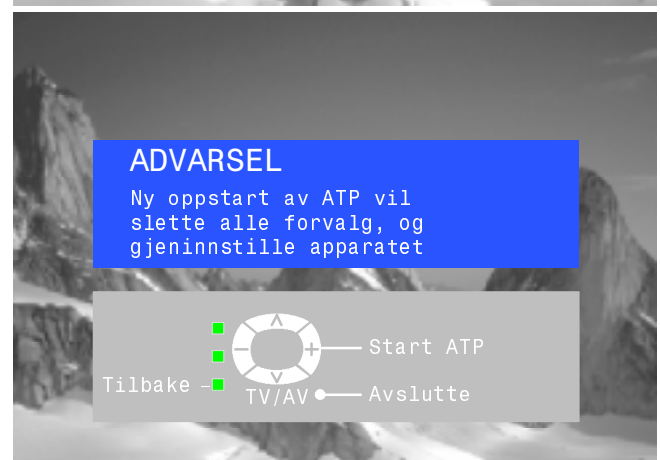 ADVARSEL
Ny oppstart av ATP vil
slette alle forvalg, og
gjeninnstille apparatet
Start ATP
Tilbake
TV/AV
Avslutte